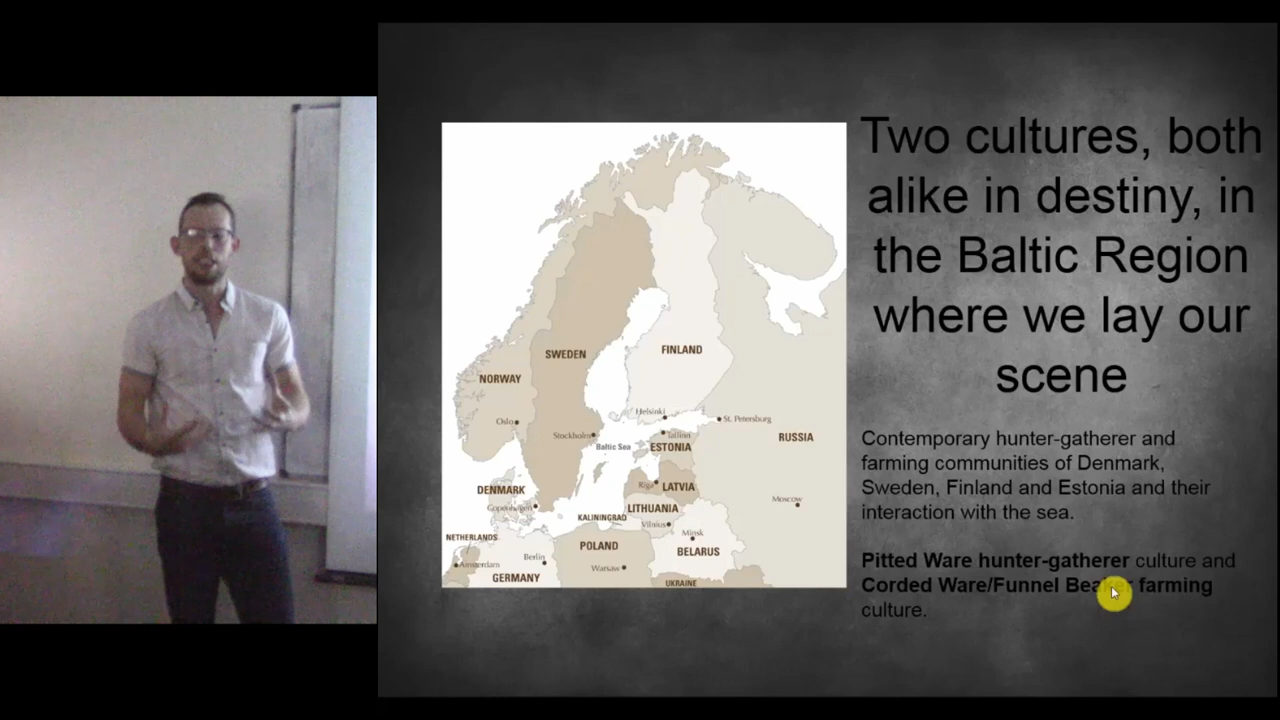 Two cultures, both
alike in destiny, in
the Baltic Region
where we lay our
scene
Contemporary hunter-gatherer and
farming communities of Denmark,
Sweden, Finland and Estonia and their
interaction with the sea.
Pitted Ware hunter-gatherer culture and
Corded Ware/Funnel Beaker farming
culture.
SWEDEN
FINLAND
NORWAY
Helsinki
Oslo
St. Petersburg
Stockholm
Tallin
RUSSIA
Baltic Sea
ESTONIA
Riga
LATVIA
DENMARK
Moscow
Copenhagen
LITHUANIA
KALININGRAD
Vilnius
Minsk
NETHERLANDS
POLAND
BELARUS
Berlin
Amsterdam
Warsaw
GERMANY
UKRAINE